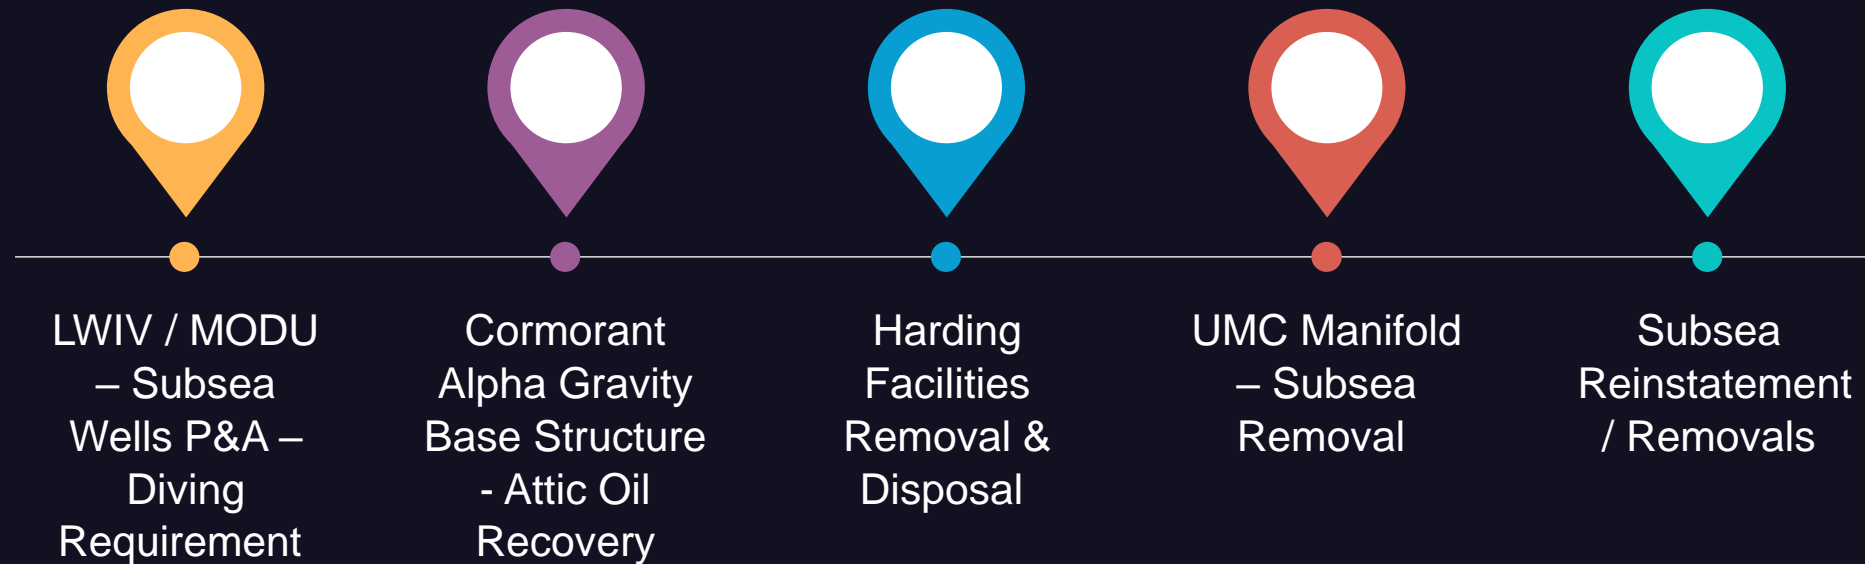 LWIV / MODU
– Subsea
Wells P&A –
Diving
Requirement
Cormorant
Alpha Gravity
Base Structure
- Attic Oil
Recovery
Harding
Facilities
Removal &
Disposal
UMC Manifold
– Subsea
Removal
Subsea
Reinstatement
/ Removals